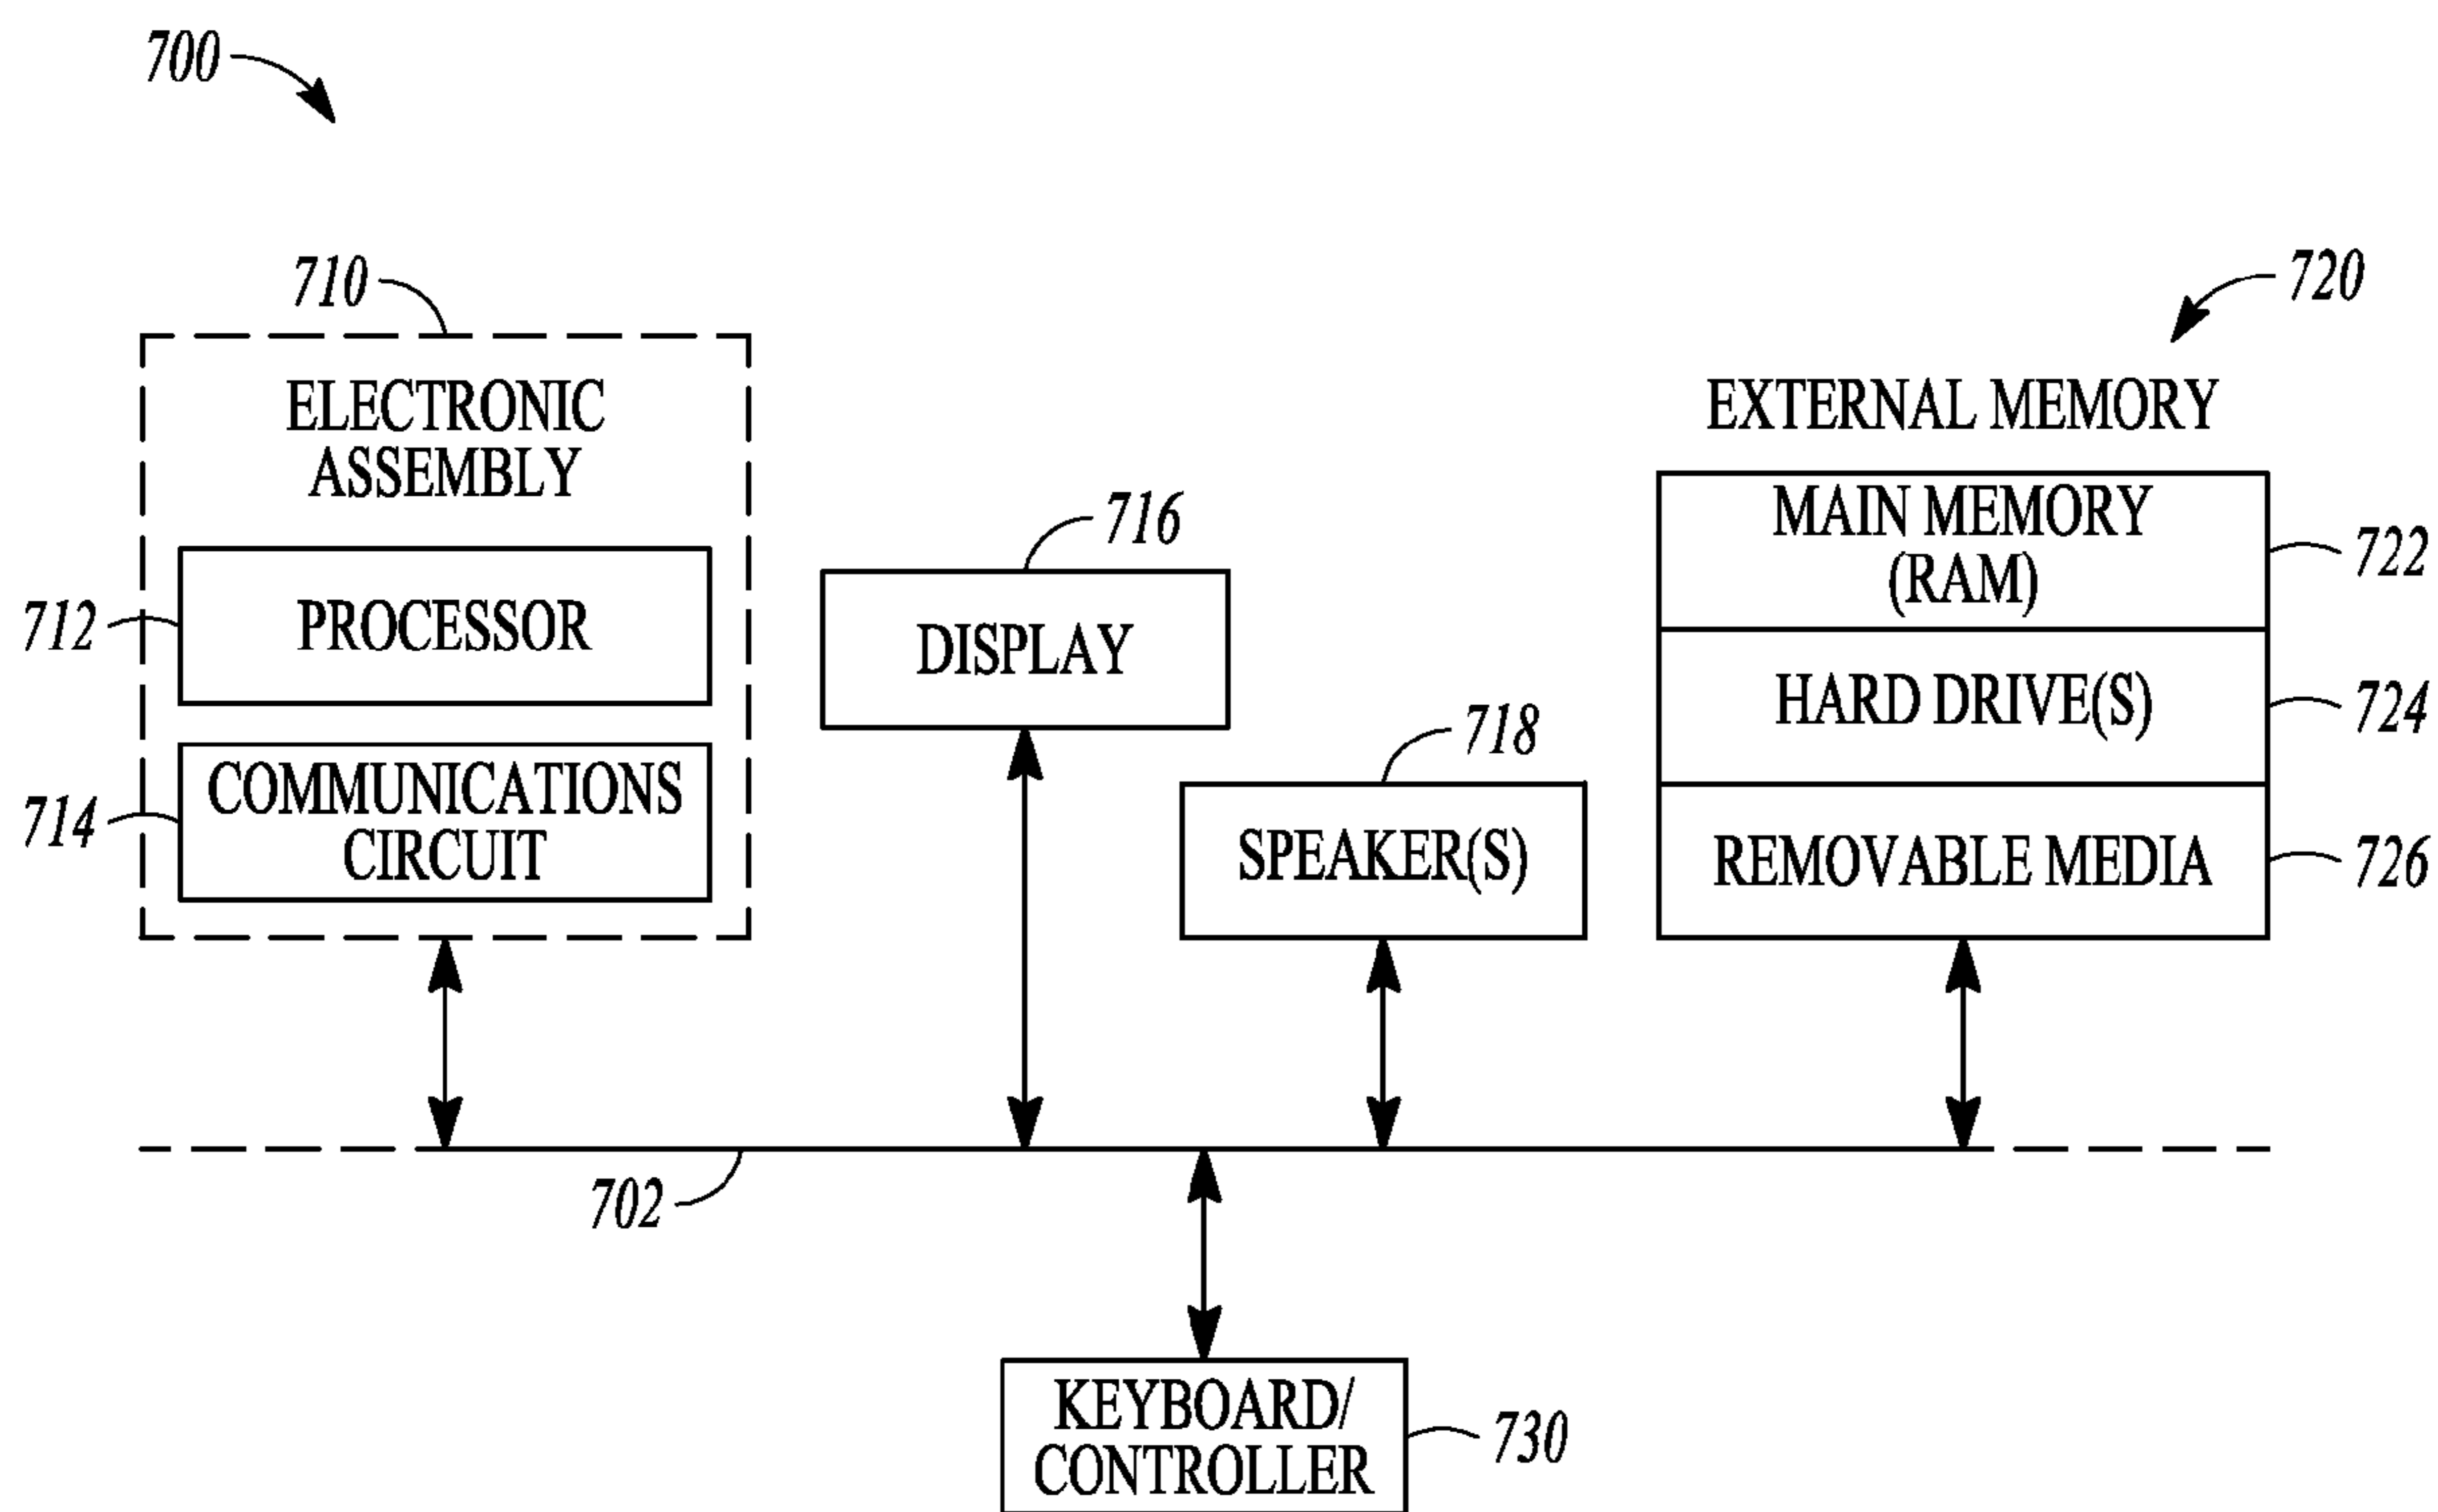 700
710
720
ELECTRONIC
ASSEMBLY
EXTERNAL MEMORY
716
MAIN MEMORY
(RAM)
722
712
PROCESSOR
DISPLAY
HARD DRIVE(S)
724
718
714
COMMUNICATIONS
CIRCUIT
SPEAKER(S)
REMOVABLE MEDIA
726
702
KEYBOARD/
CONTROLLER
730